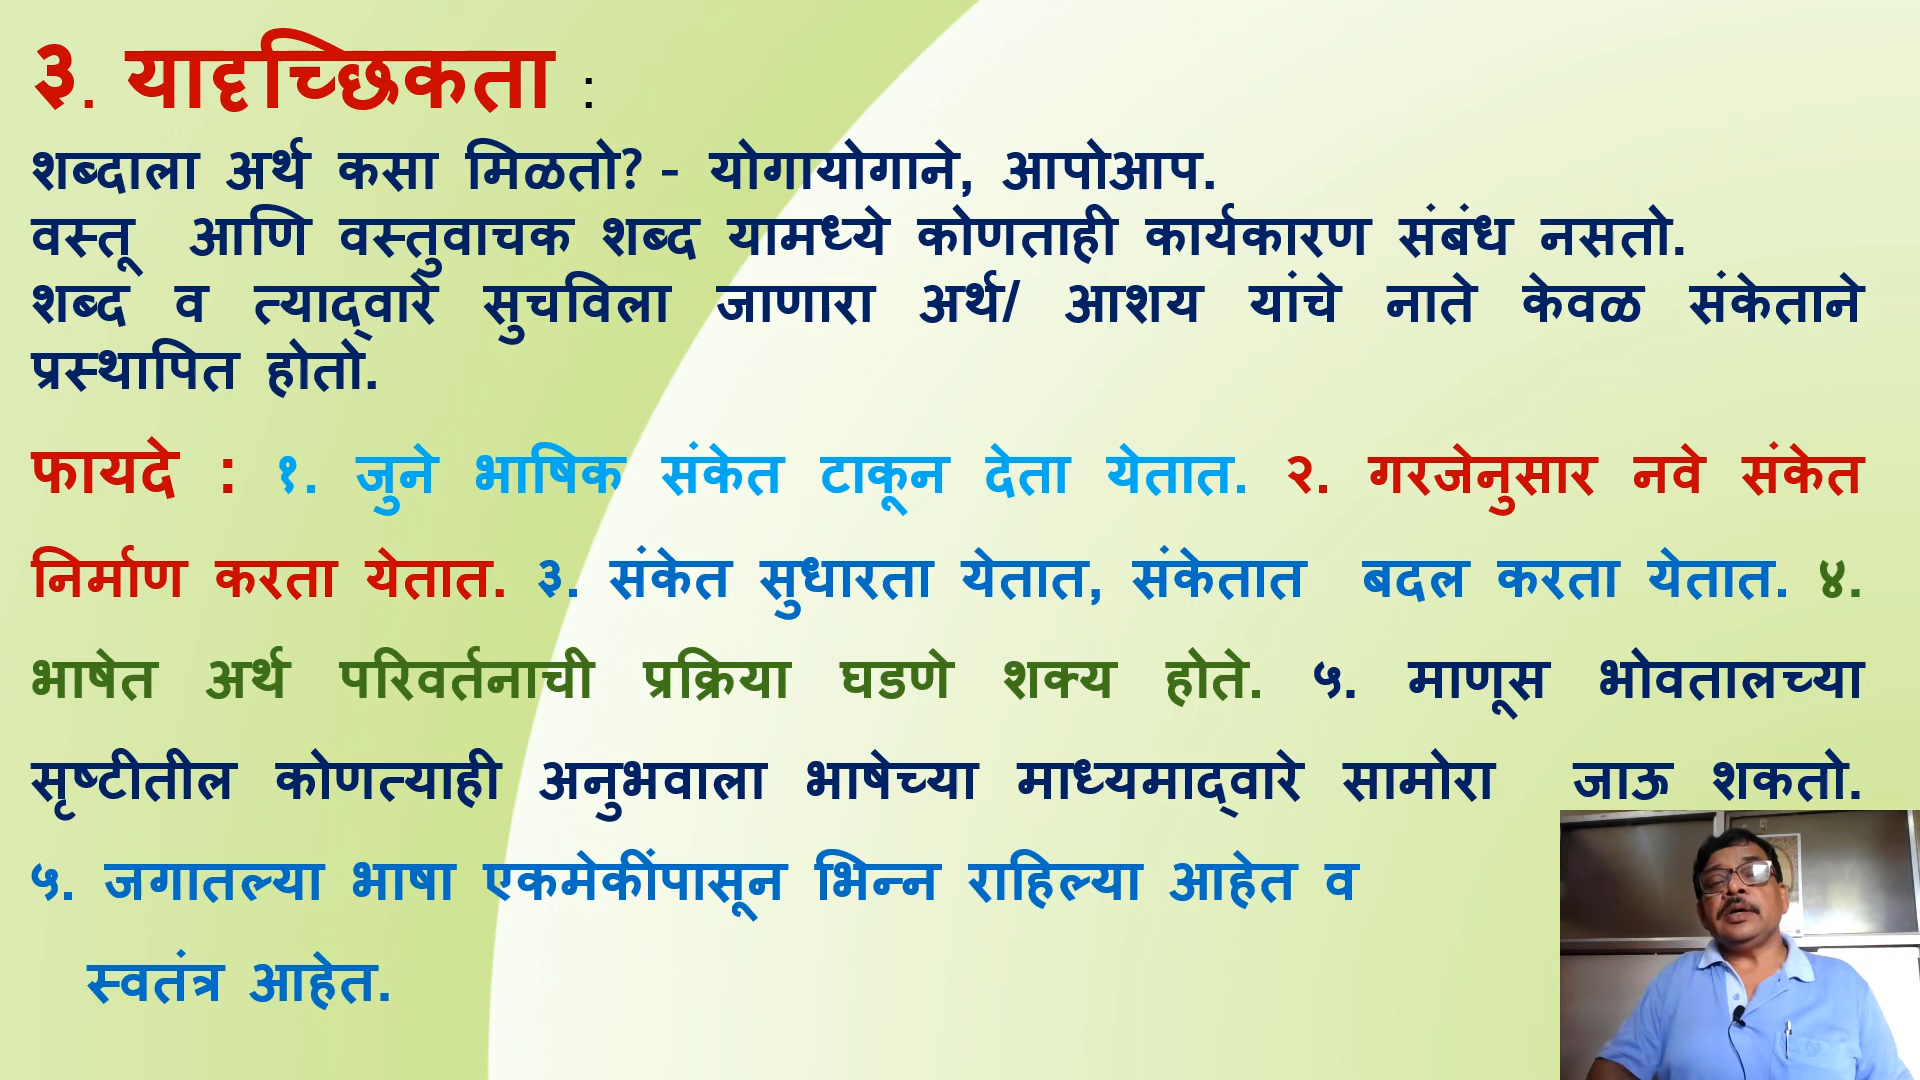 ३. यादृच्छिकता :
शब्दाला अर्थ कसा मिळतो? - योगायोगाने, आपोआप.
वस्तू आणि वस्तुवाचक शब्द यामध्ये कोणताही कार्यकारण संबंध नसतो.
शब्द व त्याद्वारे सुचविला जाणारा अर्थ/ आशय यांचे नाते केवळ संकेताने
प्रस्थापित होतो.
फायदे : १. जुने भाषिक संकेत टाकून देता येतात. २. गरजेनुसार नवे संकेत
निर्माण करता येतात. ३. संकेत सुधारता येतात, संकेतात बदल करता येतात. ४.
भाषेत अर्थ परिवर्तनाची प्रक्रिया घडणे शक्य होते. ५. माणूस भोवतालच्या
सृष्टीतील कोणत्याही अनुभवाला भाषेच्या माध्यमाद्वारे सामोरा जाऊ शकतो.
५. जगातल्या भाषा एकमेकींपासून भिन्न राहिल्या आहेत व
स्वतंत्र आहेत.